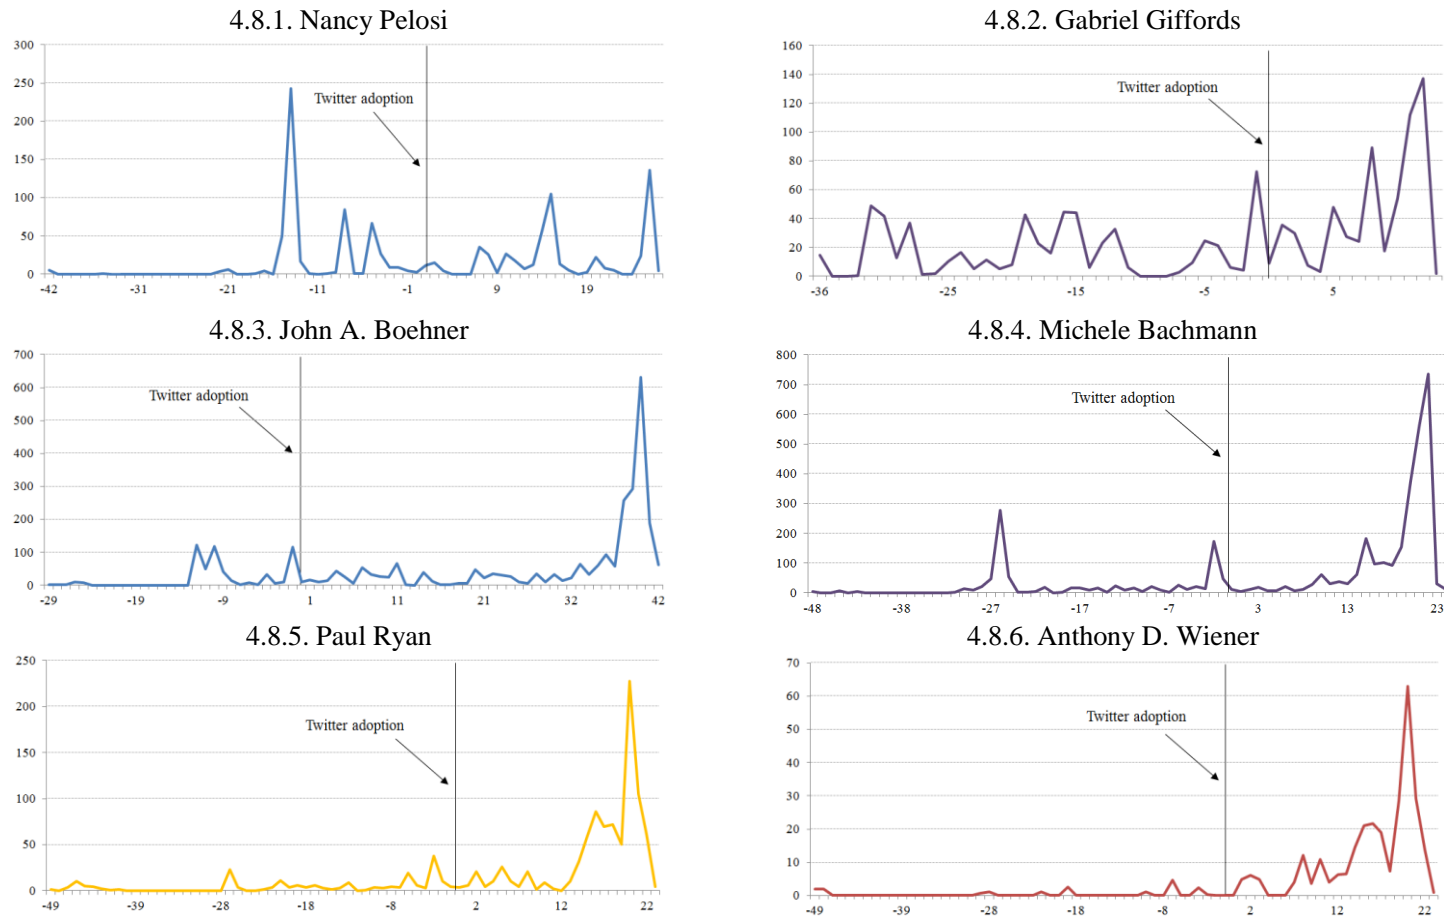 4.8.1. Nancy Pelosi
300
250
200
150
100
50
0
Twitter adoption
-42 -31 -21 -11 -1 9 19
4.8.2. Gabriel Giffords
160
140
120
100
80
60
40
20
0
Twitter adoption
-36 -25 -15 -5 5
4.8.3. John A. Boehner
700
600
500
400
300
200
100
0
Twitter adoption
-29 -19 -9 1 11 21 32 42
4.8.4. Michele Bachmann
800
700
600
500
400
300
200
100
0
Twitter adoption
-48 -38 -27 -17 -7 3 13 23
4.8.5. Paul Ryan
250
200
150
100
50
0
Twitter adoption
-49 -39 -28 -18 -8 2 12 22
4.8.6. Anthony D. Wiener
70
60
50
40
30
20
10
0
Twitter adoption
-49 -39 -28 -18 -8 2 12 22